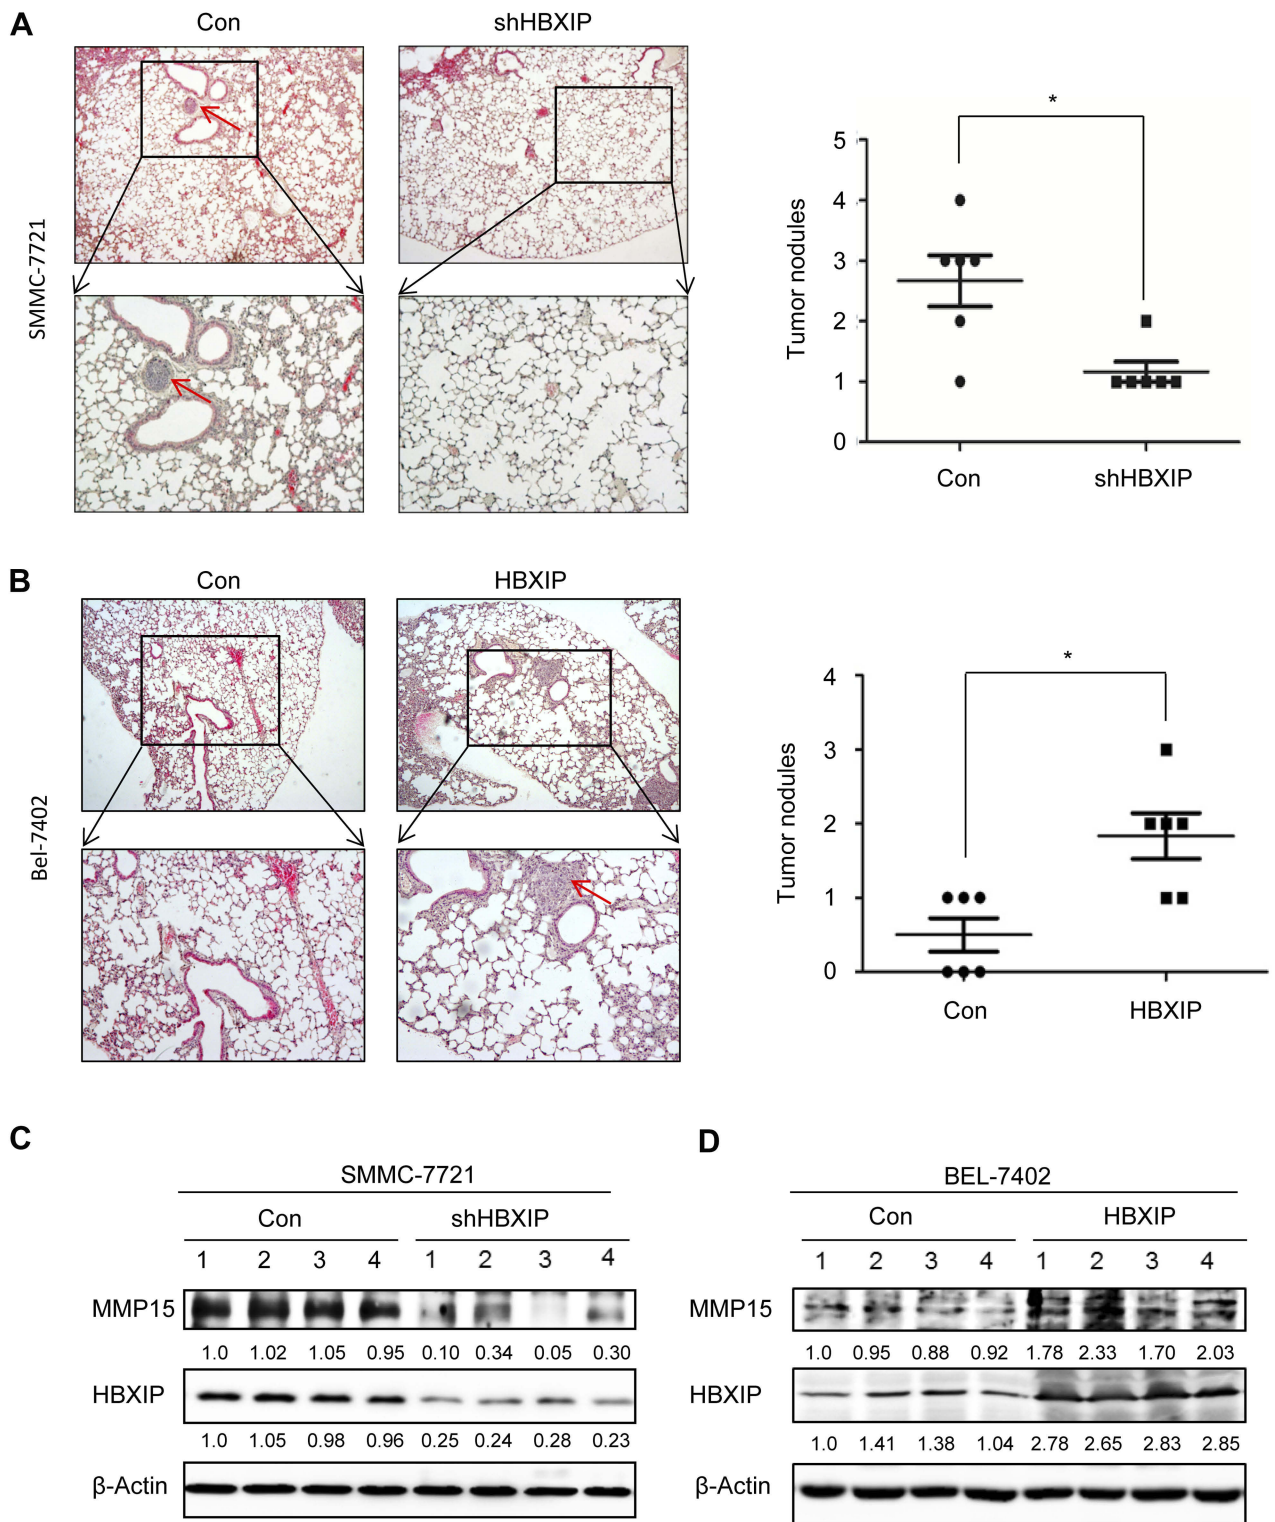 A
Con
shHBXIP
SMMC-7721
*
Tumor nodules
5
4
3
2
1
0
Con
shHBXIP
B
Con
HBXIP
Bel-7402
*
Tumor nodules
4
3
2
1
0
Con
HBXIP
C
SMMC-7721
Con
shHBXIP
1 2 3 4 1 2 3 4
MMP15
1.0 1.02 1.05 0.95 0.10 0.34 0.05 0.30
HBXIP
1.0 1.05 0.98 0.96 0.25 0.24 0.28 0.23
β-Actin
D
BEL-7402
Con
HBXIP
1 2 3 4 1 2 3 4
MMP15
1.0 0.95 0.88 0.92 1.78 2.33 1.70 2.03
HBXIP
1.0 1.41 1.38 1.04 2.78 2.65 2.83 2.85
β-Actin